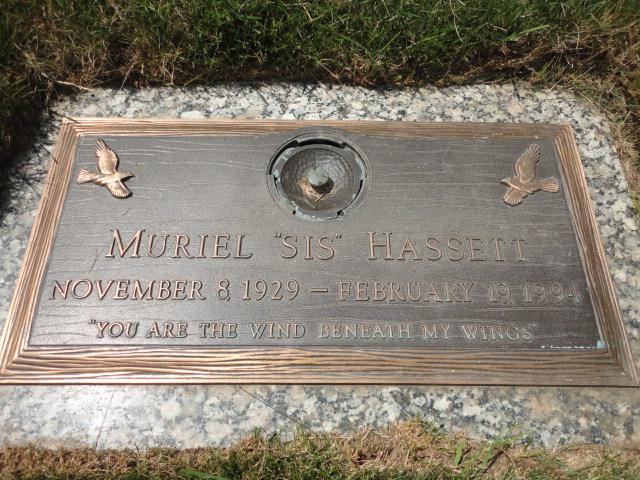 MURIEL "SIS" HASSETT
NOVEMBER 8, 1929 – FEBRUARY 19, 1994
"YOU ARE THE WIND BENEATH MY WINGS"